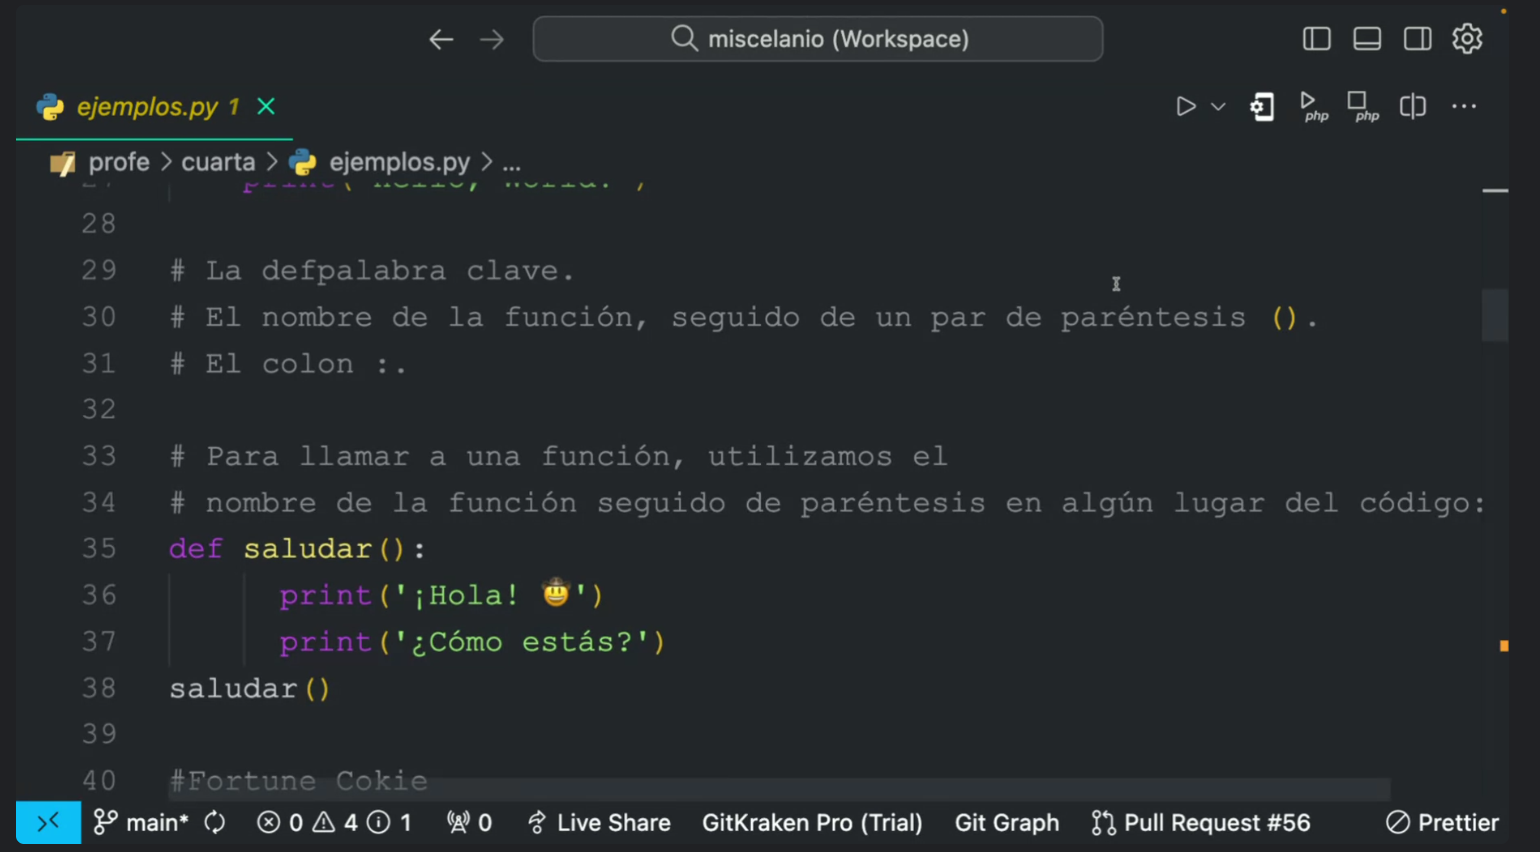 miscelanio (Workspace)
ejemplos.py 1
php php
profe > cuarta > ejemplos.py > ...
28
29 # La defpalabra clave.
30 # El nombre de la función, seguido de un par de paréntesis ().
31 # El colon :.
32
33 # Para llamar a una función, utilizamos el
34 # nombre de la función seguido de paréntesis en algún lugar del código:
35 def saludar():
36 print('¡Hola! 🤠')
37 print('¿Cómo estás?')
38 saludar()
39
40 #Fortune Cokie
main* 0 4 1 0 Live Share GitKraken Pro (Trial) Git Graph Pull Request #56 Prettier